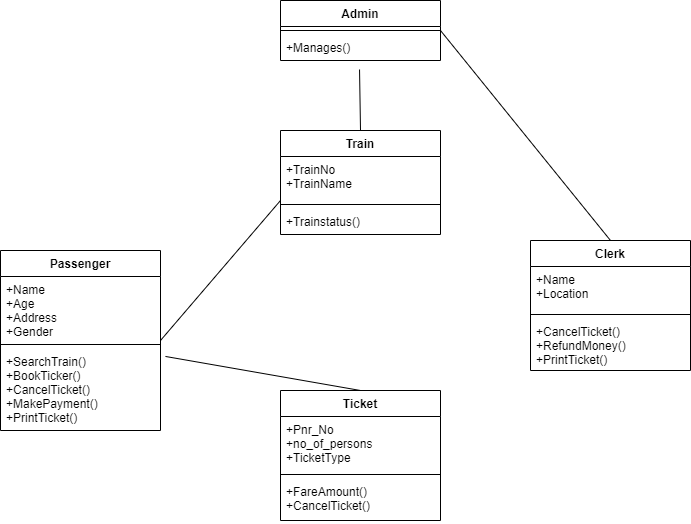 Admin
+Manages()
Train
+TrainNo
+TrainName
+Trainstatus()
Passenger
+Name
+Age
+Address
+Gender
+SearchTrain()
+BookTicker()
+CancelTicket()
+MakePayment()
+PrintTicket()
Clerk
+Name
+Location
+CancelTicket()
+RefundMoney()
+PrintTicket()
Ticket
+Pnr_No
+no_of_persons
+TicketType
+FareAmount()
+CancelTicket()